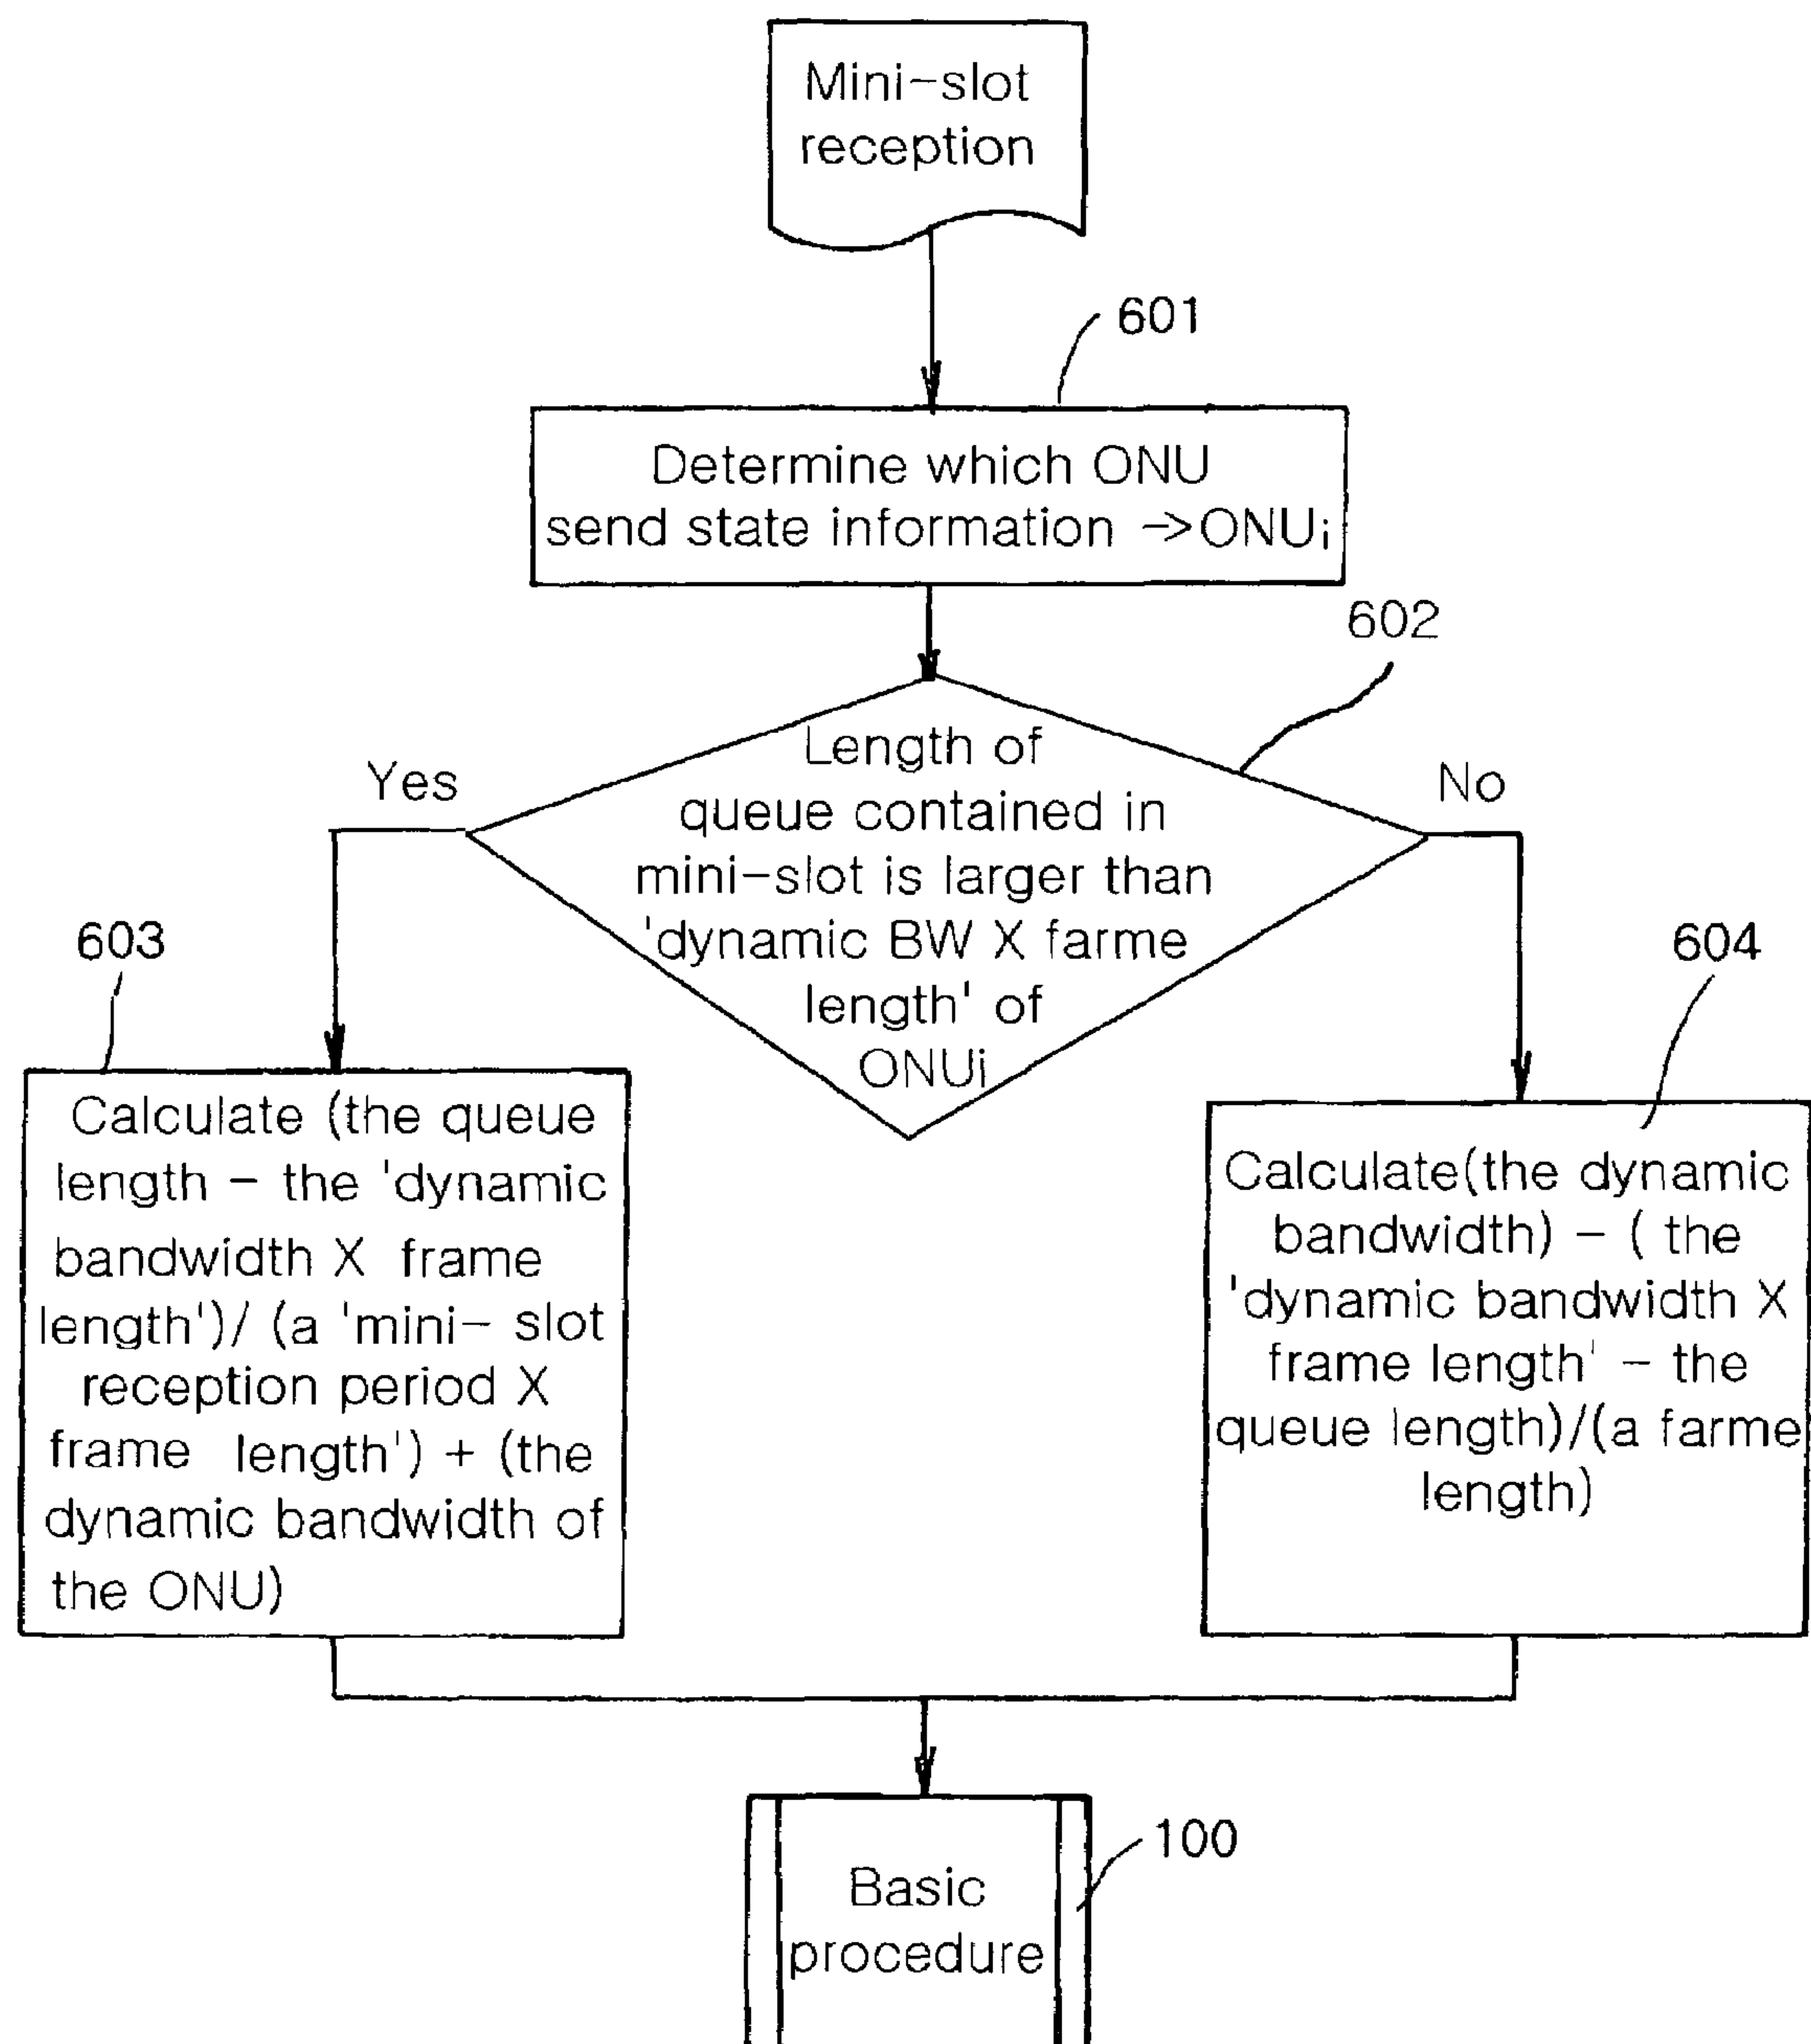 Mini-slot
reception
601
Determine which ONU
send state information ->ONUi
602
Length of
queue contained in
mini-slot is larger than
'dynamic BW X farme
length' of
ONUi
Yes
No
603
Calculate (the queue
length - the 'dynamic
bandwidth X frame
length')/ (a 'mini- slot
reception period X
frame length') + (the
dynamic bandwidth of
the ONU)
604
Calculate(the dynamic
bandwidth) - ( the
'dynamic bandwidth X
frame length' - the
queue length)/(a farme
length)
100
Basic
procedure